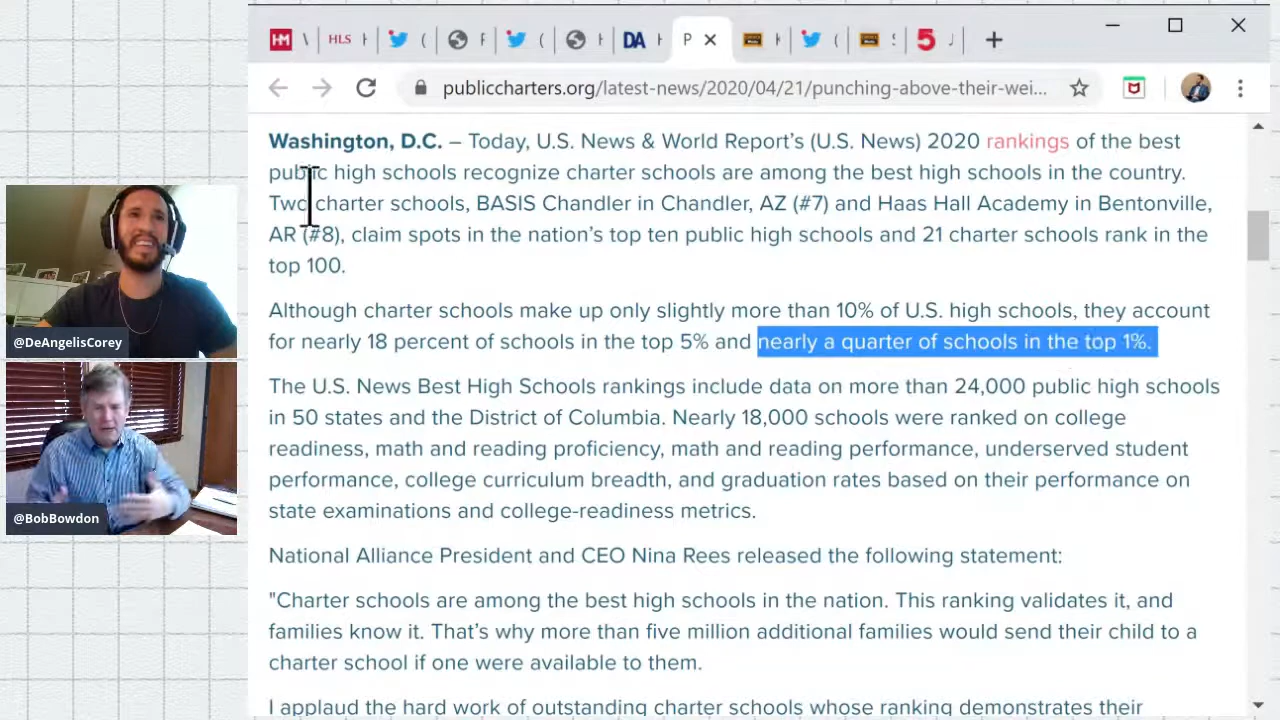 HLS
DA
P
5
publiccharters.org/latest-news/2020/04/21/punching-above-their-wei...
Washington, D.C. – Today, U.S. News & World Report's (U.S. News) 2020 rankings of the best
public high schools recognize charter schools are among the best high schools in the country.
Two charter schools, BASIS Chandler in Chandler, AZ (#7) and Haas Hall Academy in Bentonville,
AR (#8), claim spots in the nation's top ten public high schools and 21 charter schools rank in the
top 100.
Although charter schools make up only slightly more than 10% of U.S. high schools, they account
for nearly 18 percent of schools in the top 5% and nearly a quarter of schools in the top 1%.
The U.S. News Best High Schools rankings include data on more than 24,000 public high schools
in 50 states and the District of Columbia. Nearly 18,000 schools were ranked on college
readiness, math and reading proficiency, math and reading performance, underserved student
performance, college curriculum breadth, and graduation rates based on their performance on
state examinations and college-readiness metrics.
National Alliance President and CEO Nina Rees released the following statement:
"Charter schools are among the best high schools in the nation. This ranking validates it, and
families know it. That's why more than five million additional families would send their child to a
charter school if one were available to them.
I applaud the hard work of outstanding charter schools whose ranking demonstrates their
@DeAngelisCorey
@BobBowdon